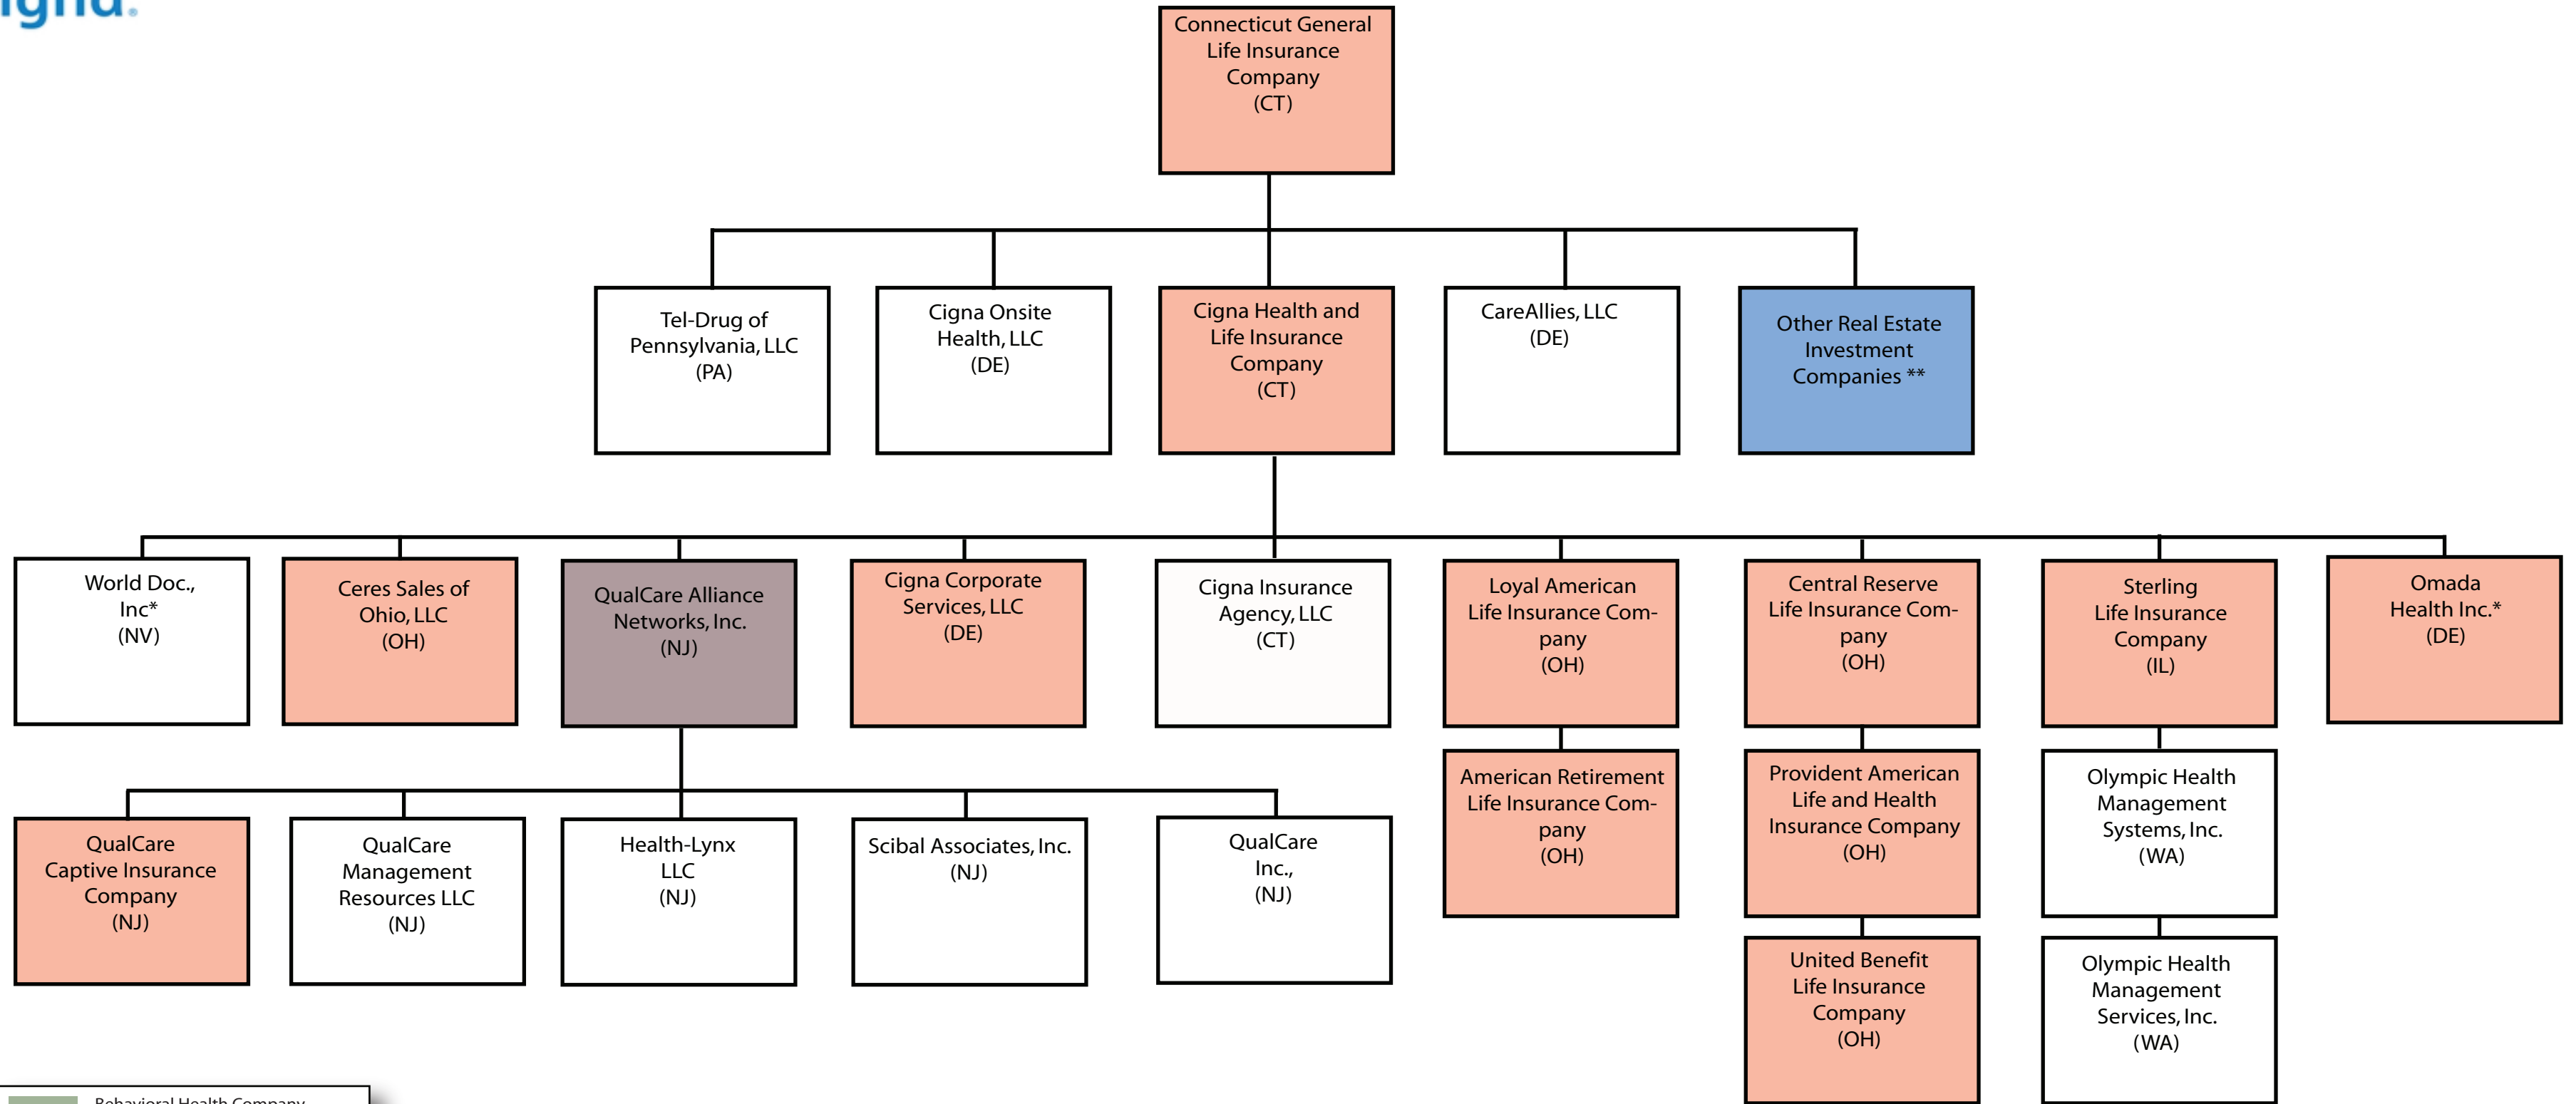 Connecticut General
Life Insurance
Company
(CT)
Tel-Drug of
Pennsylvania, LLC
(PA)
Cigna Onsite
Health, LLC
(DE)
Cigna Health and
Life Insurance
Company
(CT)
CareAllies, LLC
(DE)
Other Real Estate
Investment
Companies **
World Doc.,
Inc*
(NV)
Ceres Sales of
Ohio, LLC
(OH)
QualCare Alliance
Networks, Inc.
(NJ)
Cigna Corporate
Services, LLC
(DE)
Cigna Insurance
Agency, LLC
(CT)
Loyal American
Life Insurance Com-
pany
(OH)
Central Reserve
Life Insurance Com-
pany
(OH)
Sterling
Life Insurance
Company
(IL)
Omada
Health Inc.*
(DE)
QualCare
Captive Insurance
Company
(NJ)
QualCare
Management
Resources LLC
(NJ)
Health-Lynx
LLC
(NJ)
Scibal Associates, Inc.
(NJ)
QualCare
Inc.,
(NJ)
American Retirement
Life Insurance Com-
pany
(OH)
Provident American
Life and Health
Insurance Company
(OH)
Olympic Health
Management
Systems, Inc.
(WA)
United Benefit
Life Insurance
Company
(OH)
Olympic Health
Management
Services, Inc.
(WA)
Behavioral Health Company